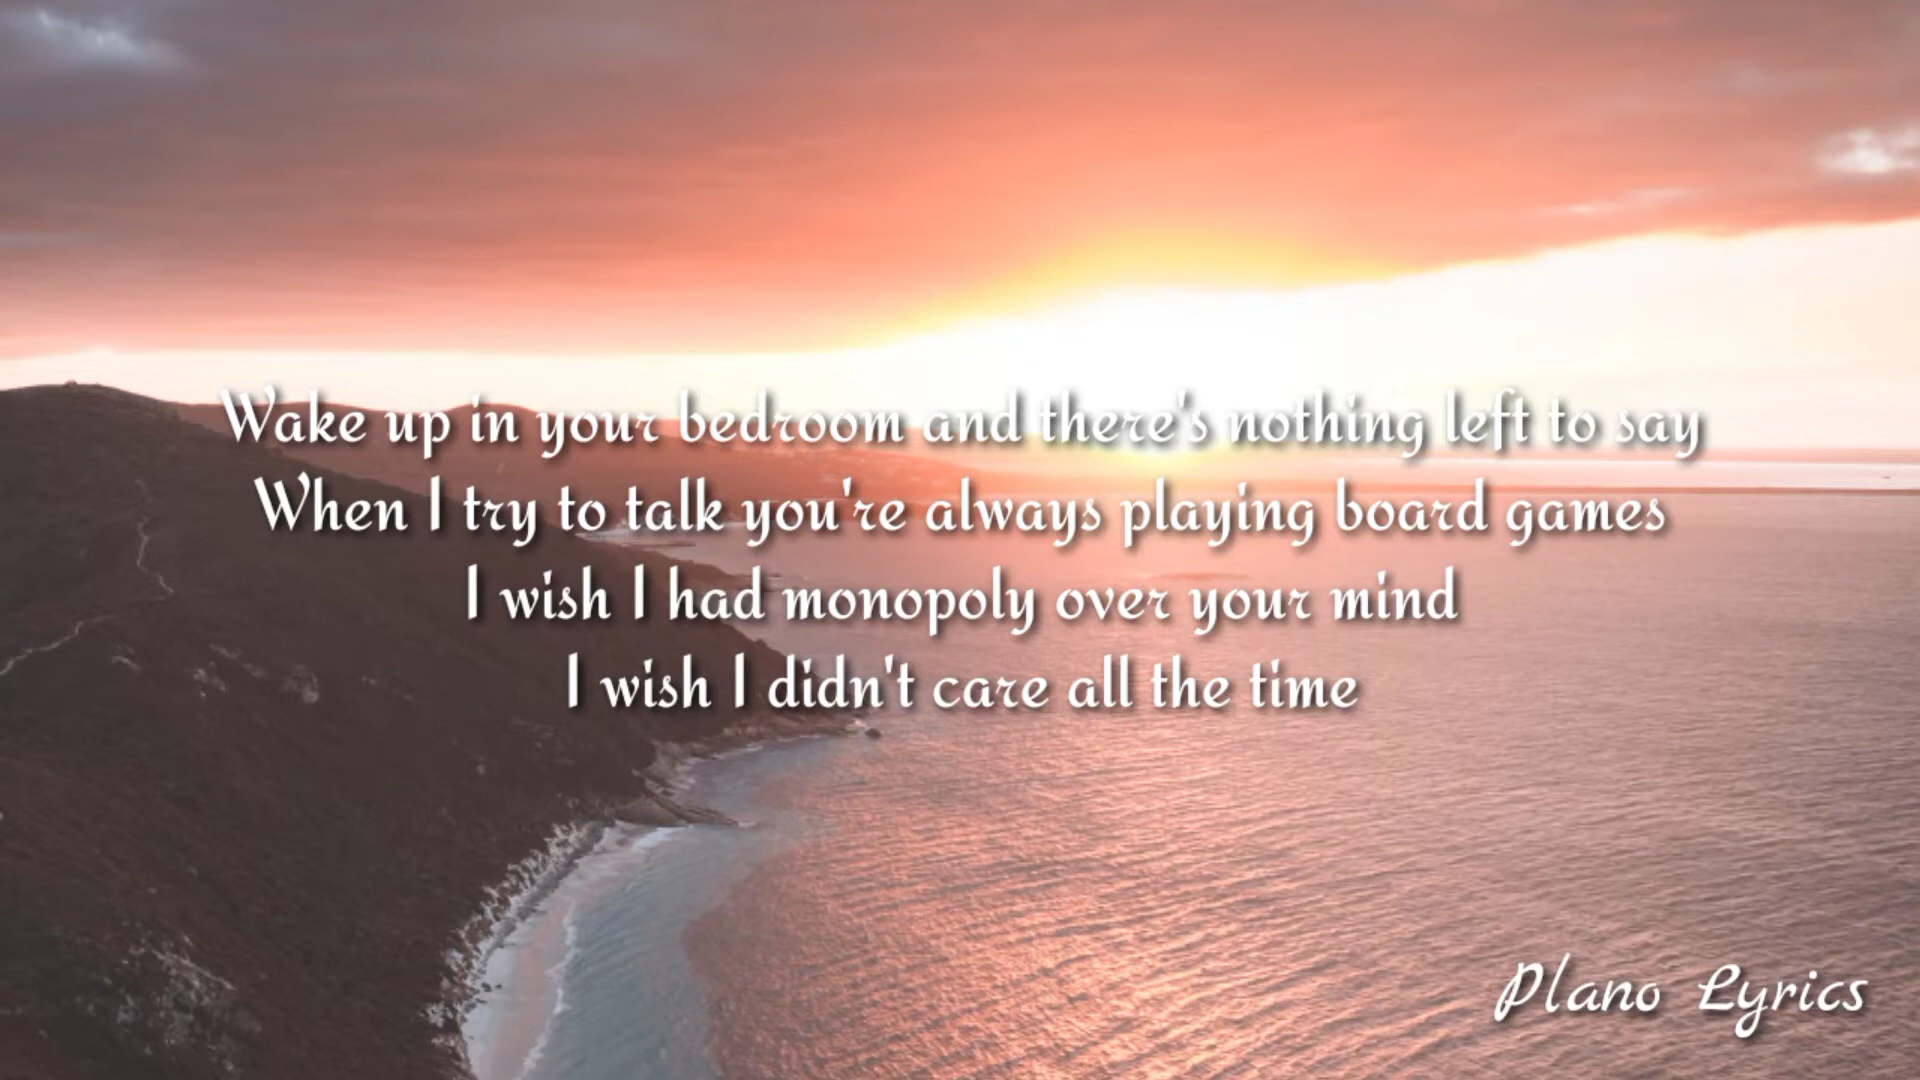 Wake up in your bedroom and there's nothing left to say
When I try to talk you're always playing board games
I wish I had monopoly over your mind
I wish I didn't care all the time
Plano Lyrics